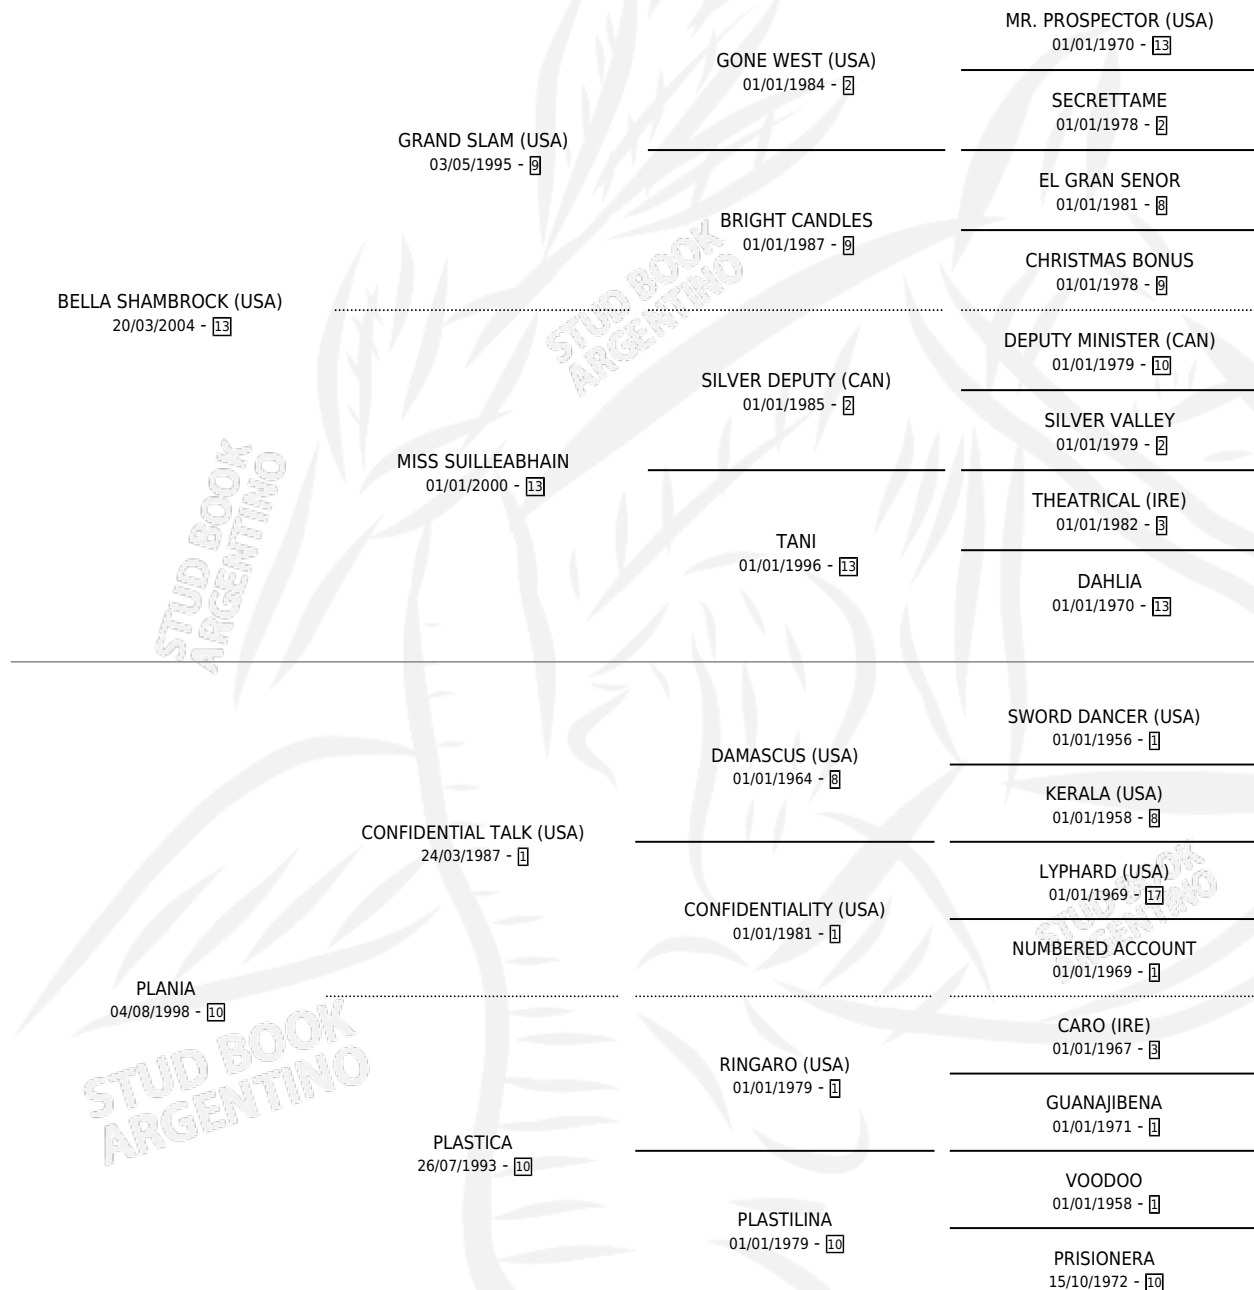 MR. PROSPECTOR (USA)
01/01/1970 - 13
GONE WEST (USA)
01/01/1984 - 2
SECRETTAME
01/01/1978 - 2
GRAND SLAM (USA)
03/05/1995 - 9
EL GRAN SENOR
01/01/1981 - 8
BRIGHT CANDLES
01/01/1987 - 9
CHRISTMAS BONUS
01/01/1978 - 9
BELLA SHAMBROCK (USA)
20/03/2004 - 13
STUD BOOK
ARGENTINO
DEPUTY MINISTER (CAN)
01/01/1979 - 10
SILVER DEPUTY (CAN)
01/01/1985 - 2
SILVER VALLEY
01/01/1979 - 2
MISS SUILLEABHAIN
01/01/2000 - 13
THEATRICAL (IRE)
01/01/1982 - 3
TANI
01/01/1996 - 13
DAHLIA
01/01/1970 - 13
STUD BOOK
ARGENTINO
SWORD DANCER (USA)
01/01/1956 - 1
DAMASCUS (USA)
01/01/1964 - 8
KERALA (USA)
01/01/1958 - 8
CONFIDENTIAL TALK (USA)
24/03/1987 - 1
LYPHARD (USA)
01/01/1969 - 17
CONFIDENTIALITY (USA)
01/01/1981 - 1
STUD BOOK
ARGENTINO
NUMBERED ACCOUNT
01/01/1969 - 1
PLANIA
04/08/1998 - 10
CARO (IRE)
01/01/1967 - 3
RINGARO (USA)
01/01/1979 - 1
STUD BOOK
ARGENTINO
GUANAJIBENA
01/01/1971 - 1
PLASTICA
26/07/1993 - 10
VOODOO
01/01/1958 - 1
PLASTILINA
01/01/1979 - 10
PRISIONERA
15/10/1972 - 10